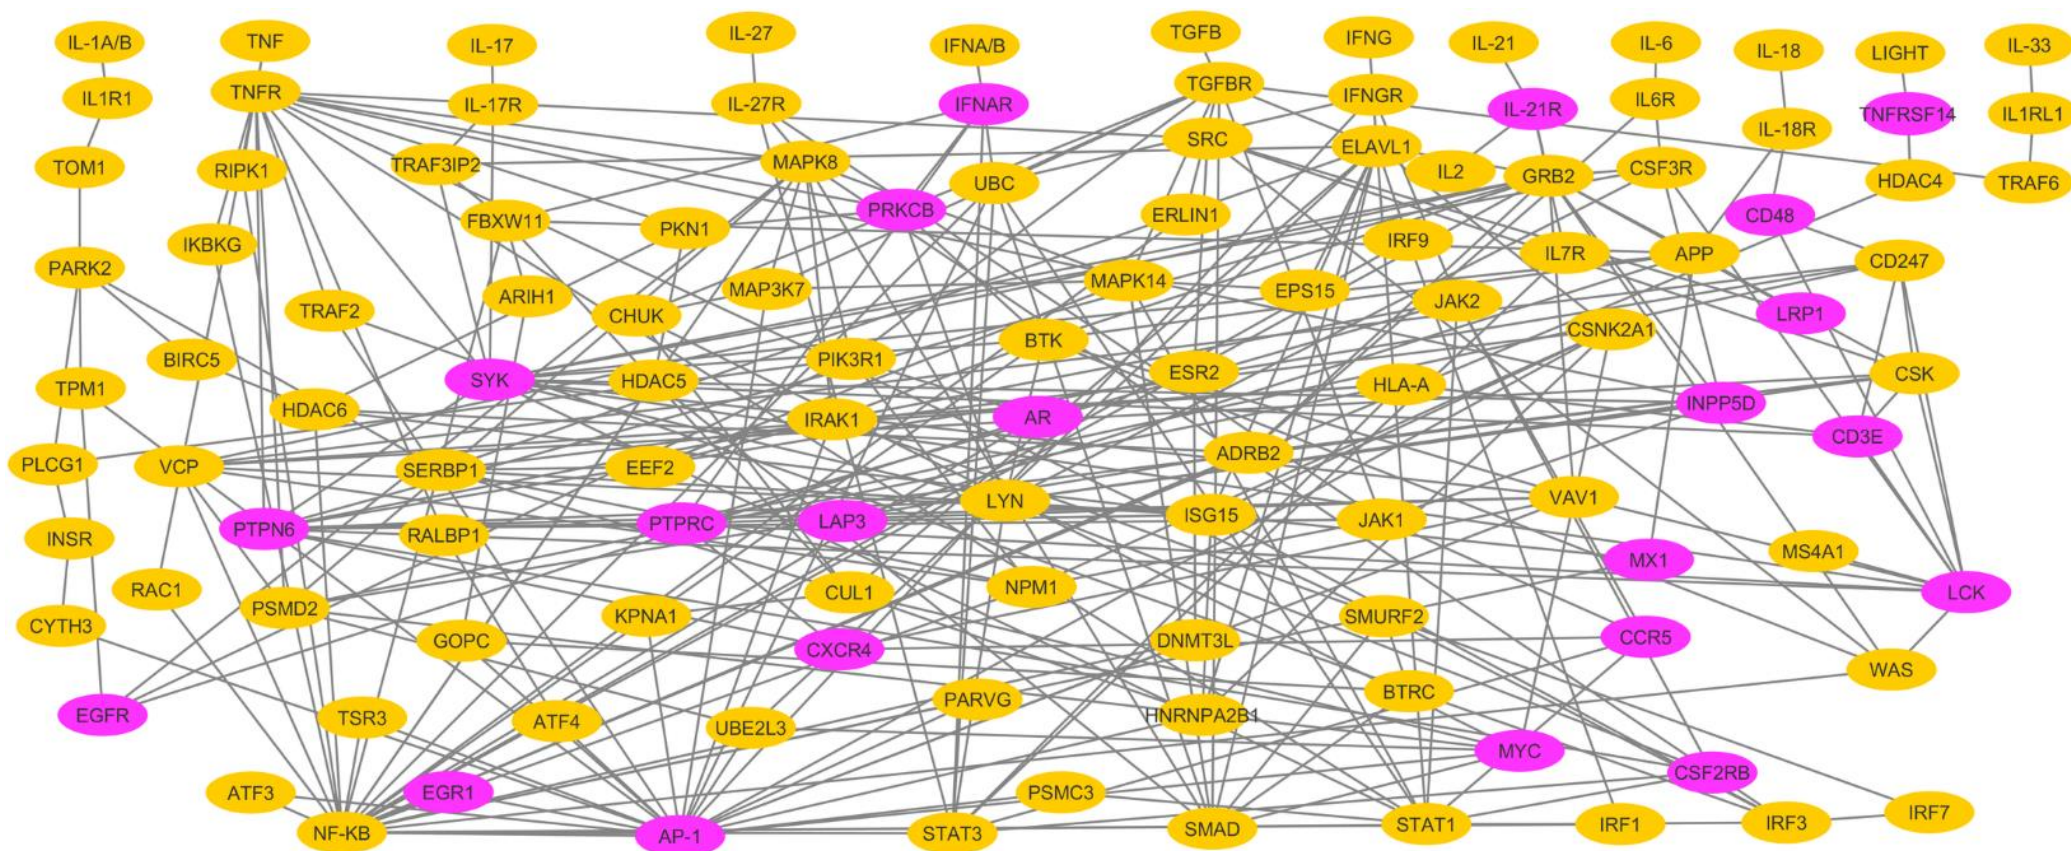 IL-1A/B
TNF
IL-17
IL-27
IFNA/B
TGFB
IFNG
IL-21
IL-6
IL-18
LIGHT
IL-33
IL1R1
TNFR
IL-17R
IL-27R
IFNAR
TGFBR
IFNGR
IL-21R
IL6R
IL-18R
TNFRSF14
IL1RL1
TOM1
RIPK1
TRAF3IP2
MAPK8
UBC
SRC
ELAVL1
IL2
GRB2
CSF3R
HDAC4
TRAF6
FBXW11
PKN1
PRKCB
ERLIN1
IRF9
IL7R
APP
CD48
IKBKG
PARK2
TRAF2
ARIH1
CHUK
MAP3K7
MAPK14
EPS15
JAK2
LRP1
CD247
BIRC5
SYK
HDAC5
PIK3R1
BTK
ESR2
HLA-A
CSNK2A1
INPP5D
CSK
TPM1
HDAC6
IRAK1
AR
ADRB2
CD3E
PLCG1
VCP
SERBP1
EEF2
LYN
ISG15
JAK1
VAV1
INSR
PTPN6
RALBP1
PTPRC
LAP3
MX1
MS4A1
RAC1
PSMD2
KPNA1
CUL1
NPM1
SMURF2
LCK
CYTH3
GOPC
CXCR4
DNMT3L
CCR5
WAS
EGFR
TSR3
ATF4
UBE2L3
PARVG
HNRNPA2B1
BTRC
MYC
CSF2RB
ATF3
EGR1
PSMC3
IRF7
NF-KB
AP-1
STAT3
SMAD
STAT1
IRF1
IRF3